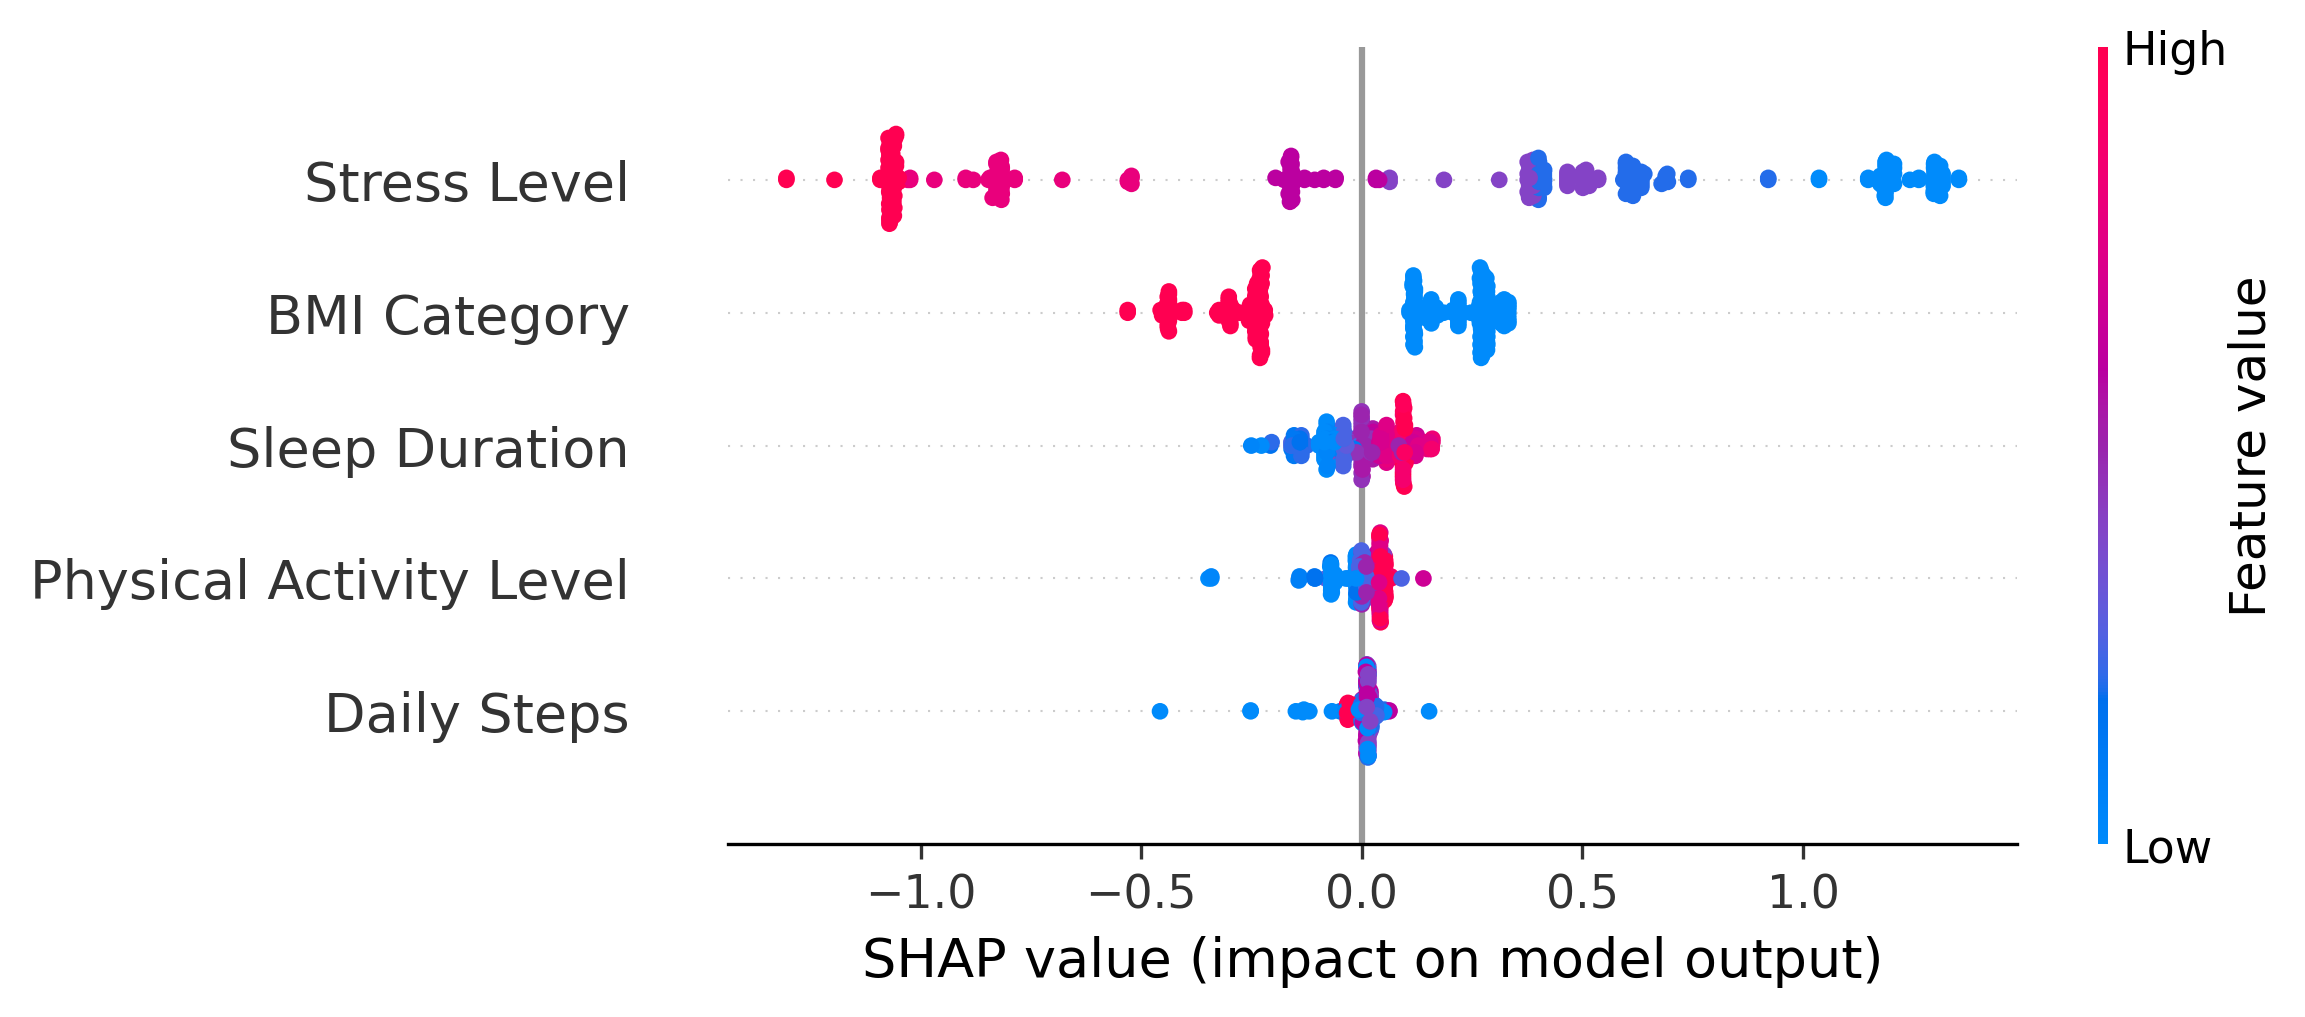 High
Stress Level
BMI Category
Sleep Duration
Physical Activity Level
Daily Steps
Feature value
Low
−1.0 −0.5 0.0 0.5 1.0
SHAP value (impact on model output)